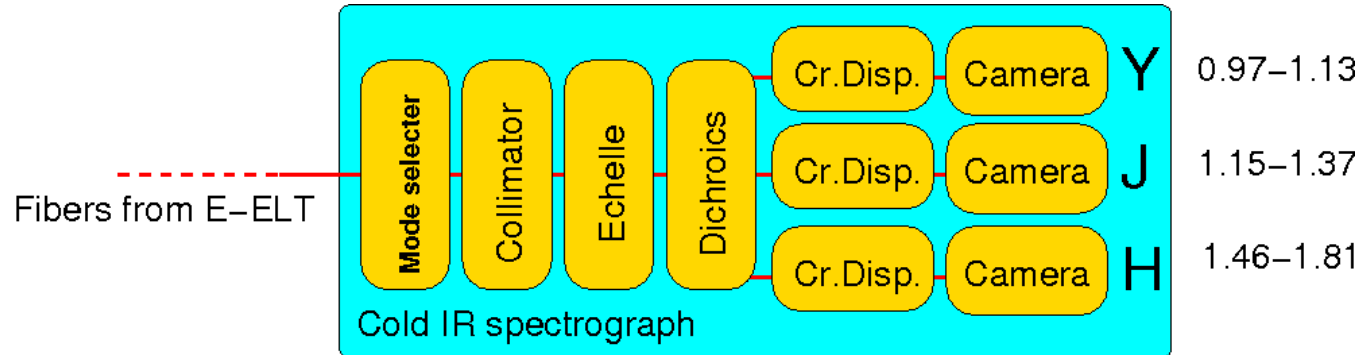 Fibers from E−ELT
Mode selecter
Collimator
Echelle
Dichroics
Cr.Disp.
Camera
Y
0.97−1.13
Cr.Disp.
Camera
J
1.15−1.37
Cr.Disp.
Camera
H
1.46−1.81
Cold IR spectrograph